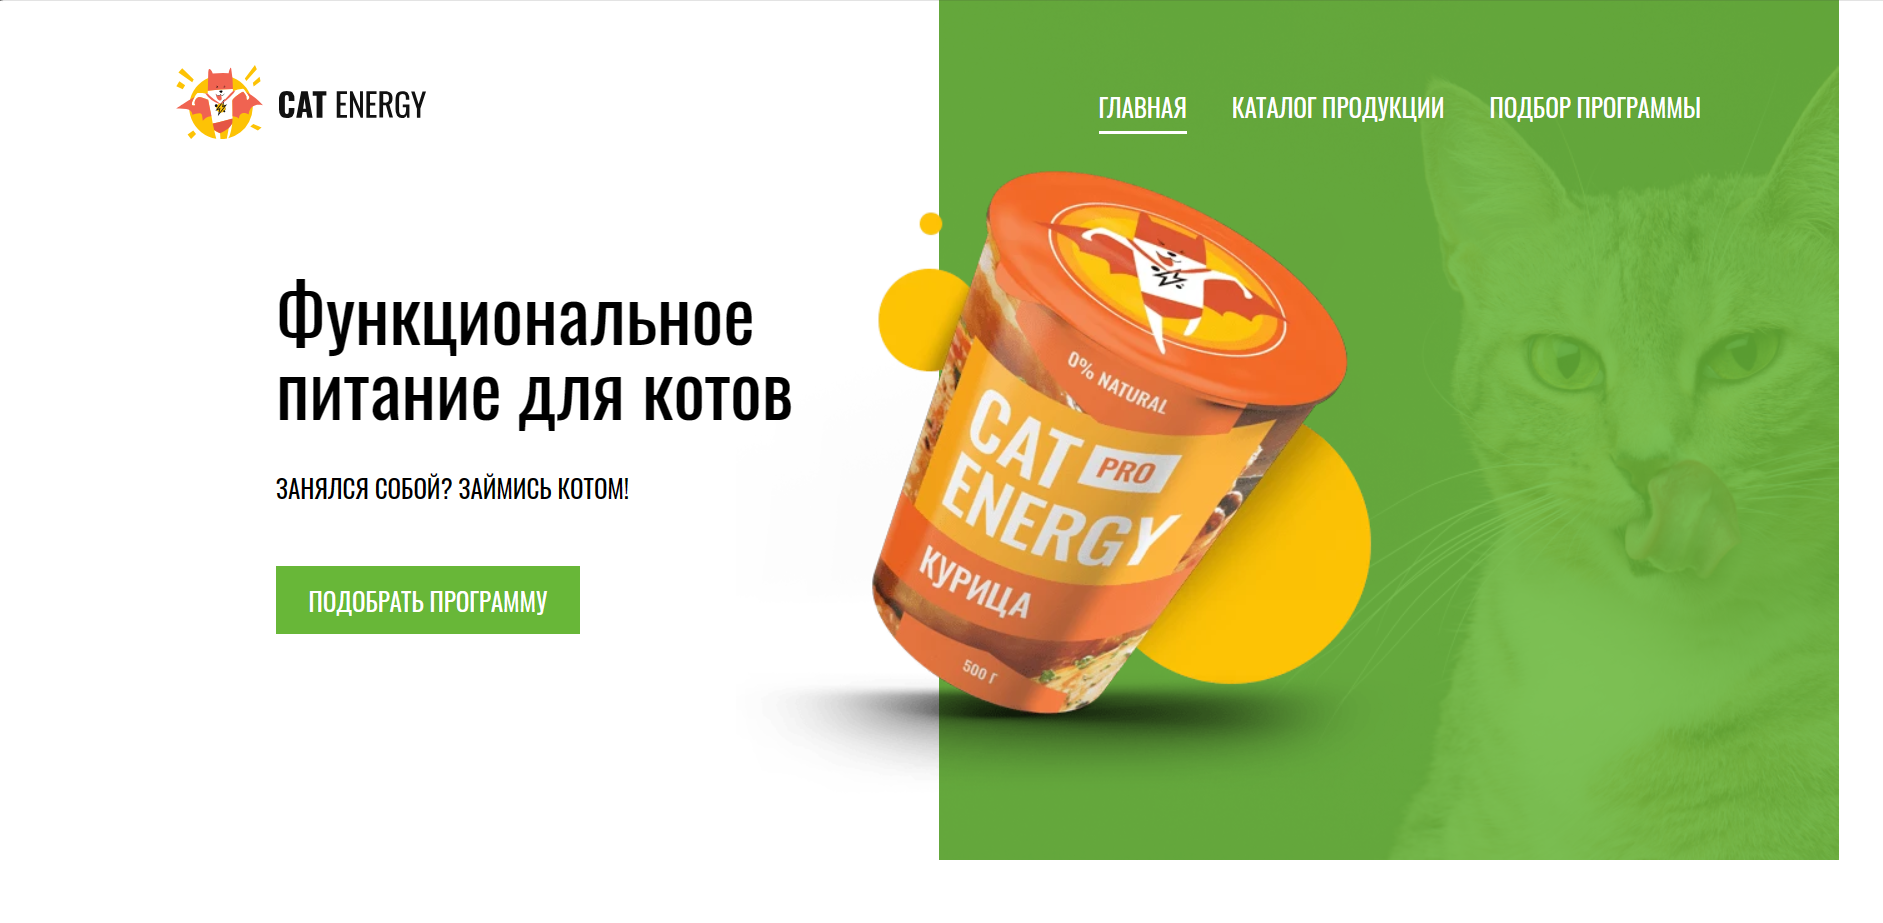 CAT ENERGY
ГЛАВНАЯ
КАТАЛОГ ПРОДУКЦИИ
ПОДБОР ПРОГРАММЫ
Функциональное
питание для котов
ЗАНЯЛСЯ СОБОЙ? ЗАЙМИСЬ КОТОМ!
ПОДОБРАТЬ ПРОГРАММУ
0% NATURAL
CAT PRO
ENERGY
КУРИЦА
500 Г